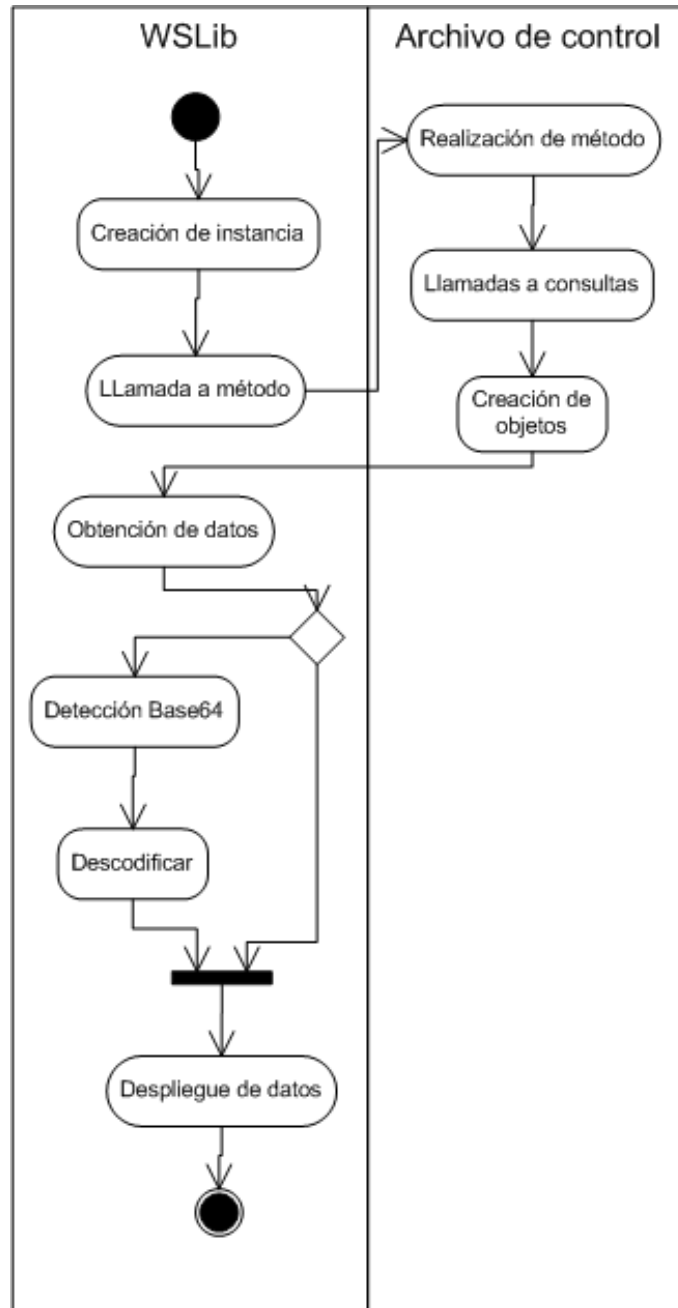 WSLib
Archivo de control
Realización de método
Creación de instancia
Llamadas a consultas
LLamada a método
Creación de
objetos
Obtención de datos
Detección Base64
Descodificar
Despliegue de datos